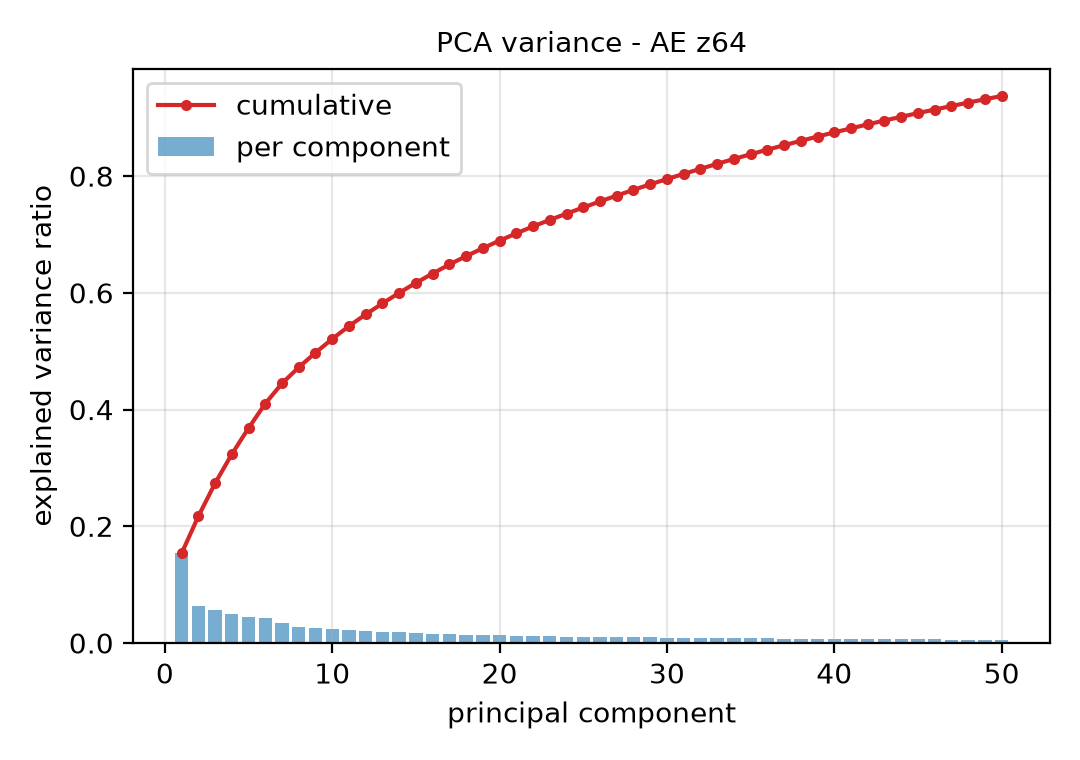 PCA variance - AE z64
cumulative
per component
explained variance ratio
0.8
0.6
0.4
0.2
0.0
0 10 20 30 40 50
principal component